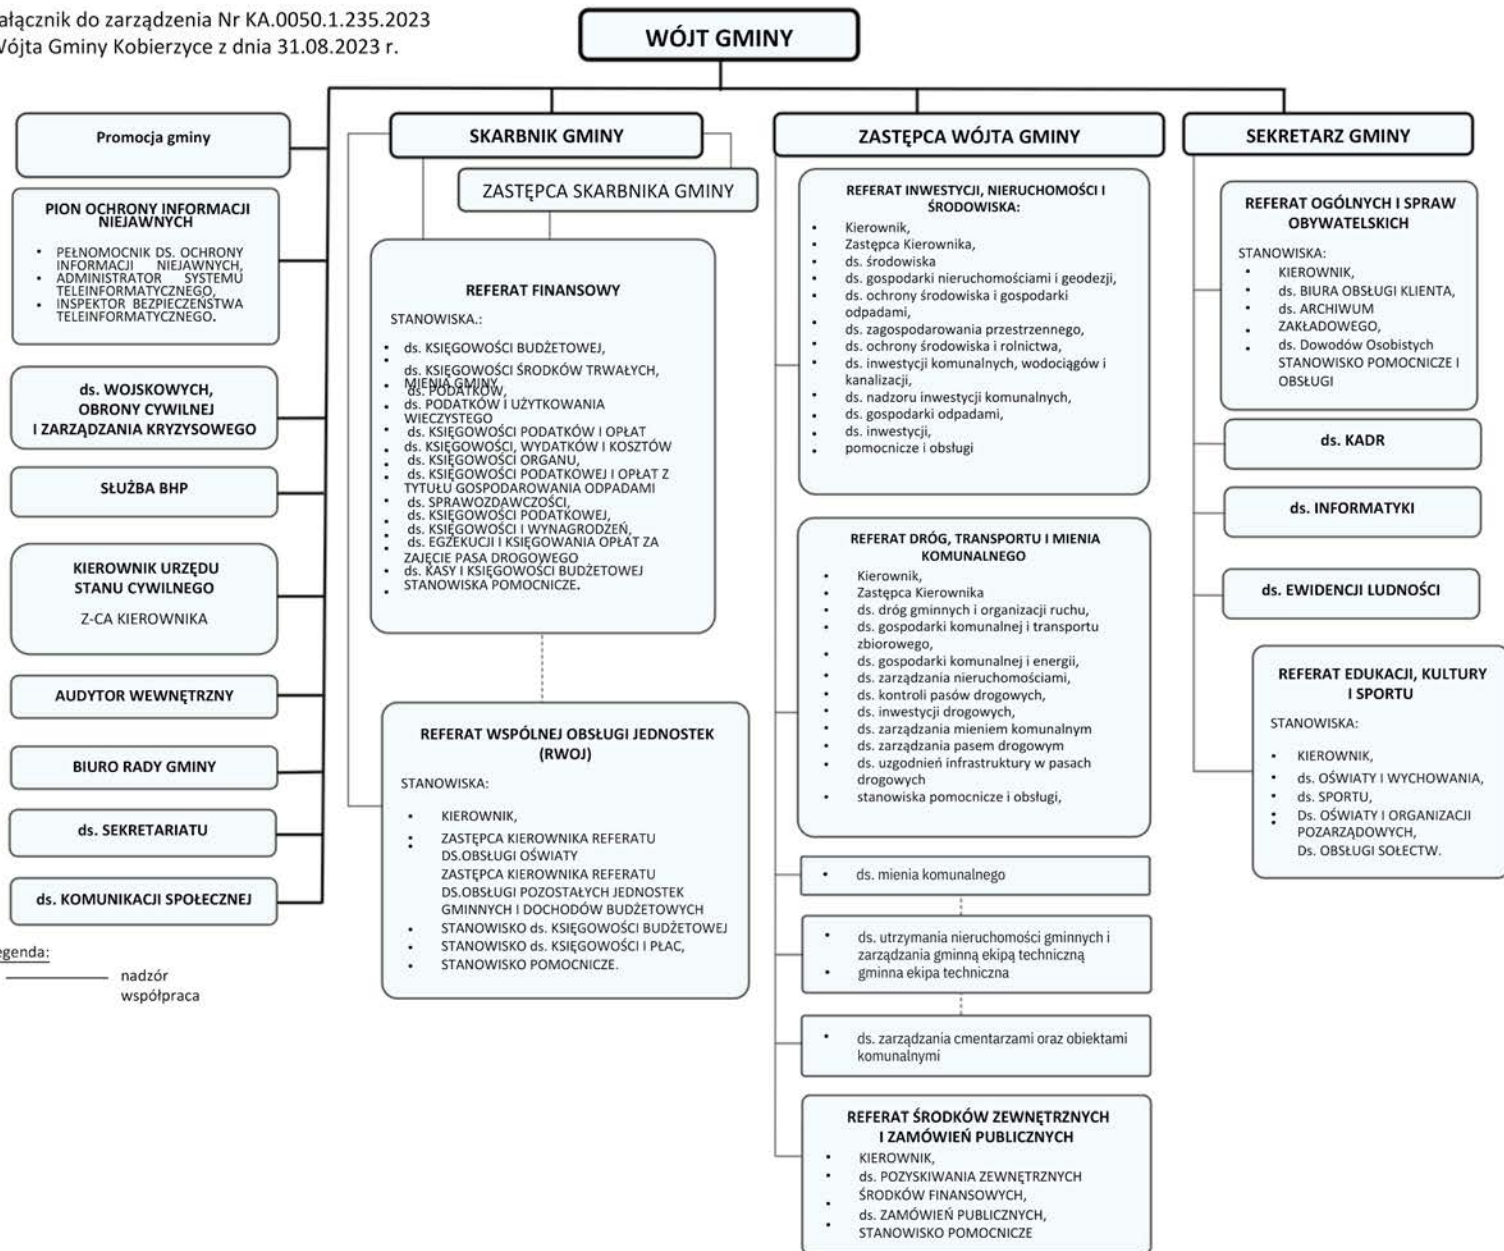 ałącznik do zarządzenia Nr KA.0050.1.235.2023
Wójta Gminy Kobierzyce z dnia 31.08.2023 r.
WÓJT GMINY
Promocja gminy
PION OCHRONY INFORMACJI
NIEJAWNYCH
• PEŁNOMOCNIK DS. OCHRONY
INFORMACJI NIEJAWNYCH,
• ADMINISTRATOR SYSTEMU
TELEINFORMATYCZNEGO,
• INSPEKTOR BEZPIECZEŃSTWA
TELEINFORMATYCZNEGO.
ds. WOJSKOWYCH,
OBRONY CYWILNEJ
I ZARZĄDZANIA KRYZYSOWEGO
SŁUŻBA BHP
KIEROWNIK URZĘDU
STANU CYWILNEGO
Z-CA KIEROWNIKA
AUDYTOR WEWNĘTRZNY
BIURO RADY GMINY
ds. SEKRETARIATU
ds. KOMUNIKACJI SPOŁECZNEJ
egenda:
nadzór
współpraca
SKARBNIK GMINY
ZASTĘPCA SKARBNIKA GMINY
REFERAT FINANSOWY
STANOWISKA.:
• ds. KSIĘGOWOŚCI BUDŻETOWEJ,
• ds. KSIĘGOWOŚCI ŚRODKÓW TRWAŁYCH,
MIENIA GMINY,
• ds. PODATKÓW,
• ds. PODATKÓW I UŻYTKOWANIA
WIECZYSTEGO
• ds. KSIĘGOWOŚCI PODATKÓW I OPŁAT
• ds. KSIĘGOWOŚCI, WYDATKÓW I KOSZTÓW
• ds. KSIĘGOWOŚCI ORGANU,
• ds. KSIĘGOWOŚCI PODATKOWEJ I OPŁAT Z
TYTUŁU GOSPODAROWANIA ODPADAMI
• ds. SPRAWOZDAWCZOŚCI,
• ds. KSIĘGOWOŚCI PODATKOWEJ,
• ds. KSIĘGOWOŚCI I WYNAGRODZEŃ,
• ds. EGZEKUCJI I KSIĘGOWANIA OPŁAT ZA
ZAJĘCIE PASA DROGOWEGO
• ds. KASY I KSIĘGOWOŚCI BUDŻETOWEJ
• STANOWISKA POMOCNICZE.
REFERAT WSPÓLNEJ OBSŁUGI JEDNOSTEK
(RWOJ)
STANOWISKA:
• KIEROWNIK,
• ZASTĘPCA KIEROWNIKA REFERATU
DS.OBSŁUGI OŚWIATY
• ZASTĘPCA KIEROWNIKA REFERATU
DS.OBSŁUGI POZOSTAŁYCH JEDNOSTEK
GMINNYCH I DOCHODÓW BUDŻETOWYCH
• STANOWISKO ds. KSIĘGOWOŚCI BUDŻETOWEJ
• STANOWISKO ds. KSIĘGOWOŚCI I PŁAC,
• STANOWISKO POMOCNICZE.
ZASTĘPCA WÓJTA GMINY
REFERAT INWESTYCJI, NIERUCHOMOŚCI I
ŚRODOWISKA:
• Kierownik,
• Zastępca Kierownika,
• ds. środowiska
• ds. gospodarki nieruchomościami i geodezji,
• ds. ochrony środowiska i gospodarki
odpadami,
• ds. zagospodarowania przestrzennego,
• ds. ochrony środowiska i rolnictwa,
• ds. inwestycji komunalnych, wodociągów i
kanalizacji,
• ds. nadzoru inwestycji komunalnych,
• ds. gospodarki odpadami,
• ds. inwestycji,
• pomocnicze i obsługi
REFERAT DRÓG, TRANSPORTU I MIENIA
KOMUNALNEGO
• Kierownik,
• Zastępca Kierownika
• ds. dróg gminnych i organizacji ruchu,
• ds. gospodarki komunalnej i transportu
zbiorowego,
• ds. gospodarki komunalnej i energii,
• ds. zarządzania nieruchomościami,
• ds. kontroli pasów drogowych,
• ds. inwestycji drogowych,
• ds. zarządzania mieniem komunalnym
• ds. zarządzania pasem drogowym
• ds. uzgodnień infrastruktury w pasach
drogowych
• stanowiska pomocnicze i obsługi,
• ds. mienia komunalnego
• ds. utrzymania nieruchomości gminnych i
zarządzania gminną ekipą techniczną
• gminna ekipa techniczna
• ds. zarządzania cmentarzami oraz obiektami
komunalnymi
REFERAT ŚRODKÓW ZEWNĘTRZNYCH
I ZAMÓWIEŃ PUBLICZNYCH
• KIEROWNIK,
• ds. POZYSKIWANIA ZEWNĘTRZNYCH
ŚRODKÓW FINANSOWYCH,
• ds. ZAMÓWIEŃ PUBLICZNYCH,
• STANOWISKO POMOCNICZE
SEKRETARZ GMINY
REFERAT OGÓLNYCH I SPRAW
OBYWATELSKICH
STANOWISKA:
• KIEROWNIK,
• ds. BIURA OBSŁUGI KLIENTA,
• ds. ARCHIWUM
ZAKŁADOWEGO,
• ds. Dowodów Osobistych
STANOWISKO POMOCNICZE I
OBSŁUGI
ds. KADR
ds. INFORMATYKI
ds. EWIDENCJI LUDNOŚCI
REFERAT EDUKACJI, KULTURY
I SPORTU
STANOWISKA:
• KIEROWNIK,
• ds. OŚWIATY I WYCHOWANIA,
• ds. SPORTU,
• Ds. OŚWIATY I ORGANIZACJI
POZARZĄDOWYCH,
• Ds. OBSŁUGI SOŁECTW.